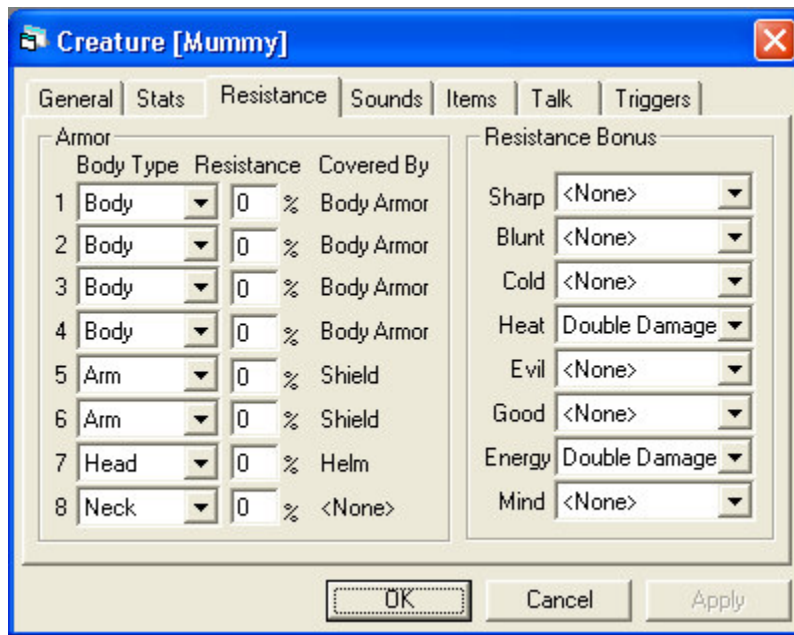 Creature [Mummy]
General Stats Resistance Sounds Items Talk Triggers
Armor
Body Type Resistance Covered By
1 Body 0 % Body Armor
2 Body 0 % Body Armor
3 Body 0 % Body Armor
4 Body 0 % Body Armor
5 Arm 0 % Shield
6 Arm 0 % Shield
7 Head 0 % Helm
8 Neck 0 % <None>
Resistance Bonus
Sharp <None>
Blunt <None>
Cold <None>
Heat Double Damage
Evil <None>
Good <None>
Energy Double Damage
Mind <None>
OK Cancel Apply